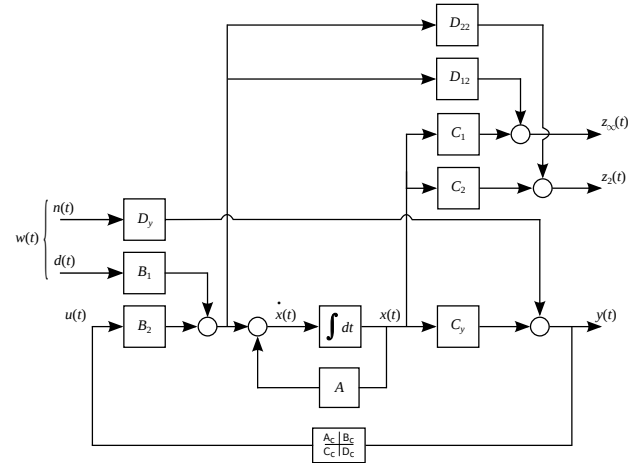 D22
D12
C1
z∞(t)
C2
z2(t)
n(t)
w(t)
Dy
d(t)
B1
u(t)
B2
ẋ(t)
∫ dt
x(t)
Cy
y(t)
A
Ac Bc
Cc Dc